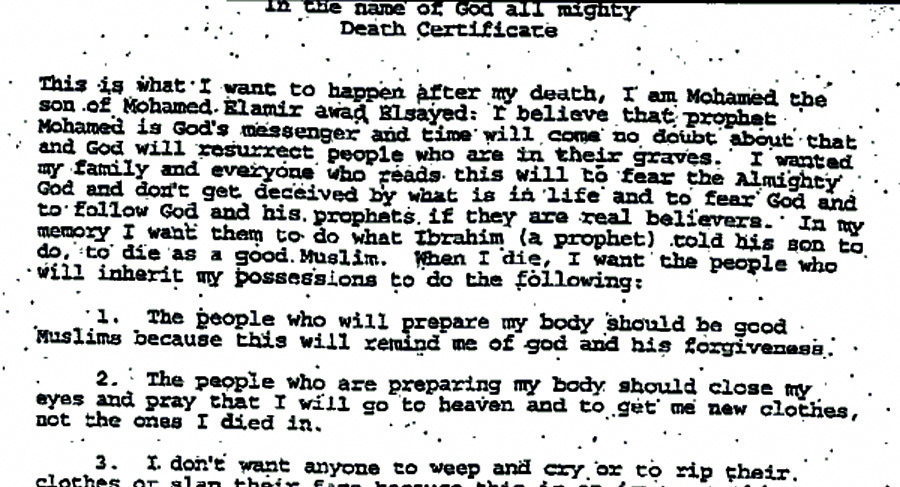 In the name of God all mighty
Death Certificate
This is what I want to happen after my death, I am Mohamed the
son of Mohamed Elamir awad Elsayed: I believe that prophet
Mohamed is God's messenger and time will come no doubt about that
and God will resurrect people who are in their graves. I wanted
my family and everyone who reads this will to fear the Almighty
God and don't get deceived by what is in life and to fear God and
to follow God and his prophets if they are real believers. In my
memory I want them to do what Ibrahim (a prophet) told his son to
do, to die as a good Muslim. When I die, I want the people who
will inherit my possessions to do the following:
1. The people who will prepare my body should be good
Muslims because this will remind me of god and his forgiveness.
2. The people who are preparing my body should close my
eyes and pray that I will go to heaven and to get me new clothes,
not the ones I died in.
3. I don't want anyone to weep and cry or to rip their
clothes or slap their face because this is an